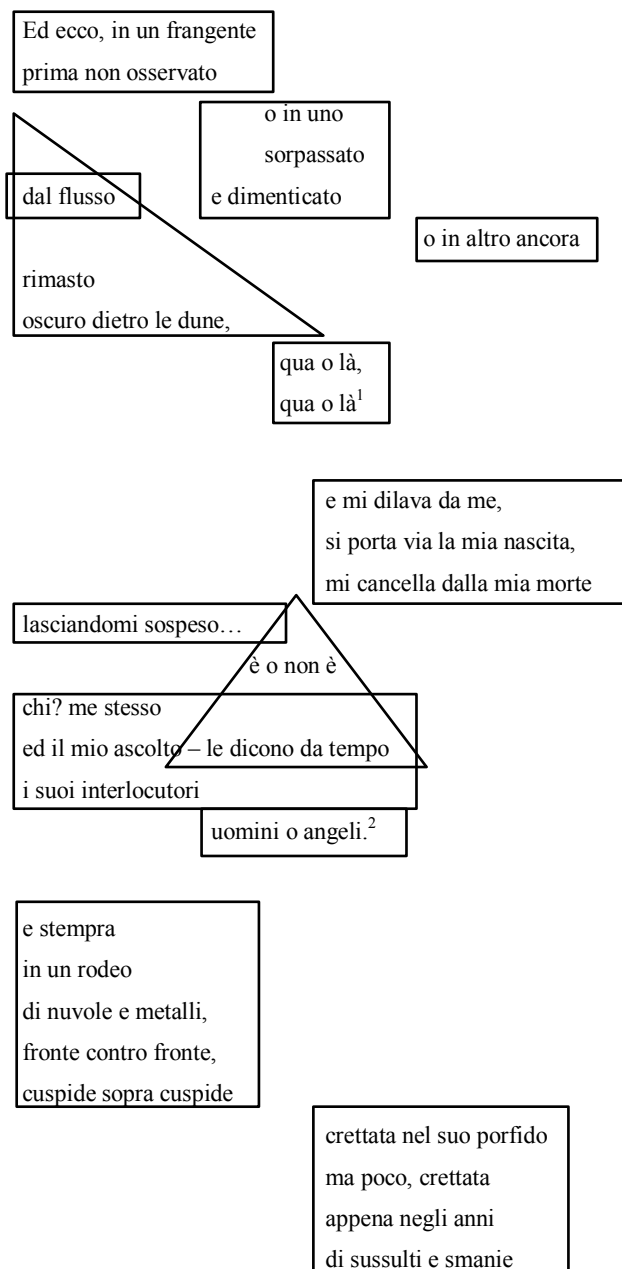 Ed ecco, in un frangente
prima non osservato
o in uno
sorpassato
dal flusso
e dimenticato
o in altro ancora
rimasto
oscuro dietro le dune,
qua o là,
qua o là¹
e mi dilava da me,
si porta via la mia nascita,
mi cancella dalla mia morte
lasciandomi sospeso…
è o non è
chi? me stesso
ed il mio ascolto – le dicono da tempo
i suoi interlocutori
uomini o angeli.²
e stempra
in un rodeo
di nuvole e metalli,
fronte contro fronte,
cuspide sopra cuspide
crettata nel suo porfido
ma poco, crettata
appena negli anni
di sussulti e smanie